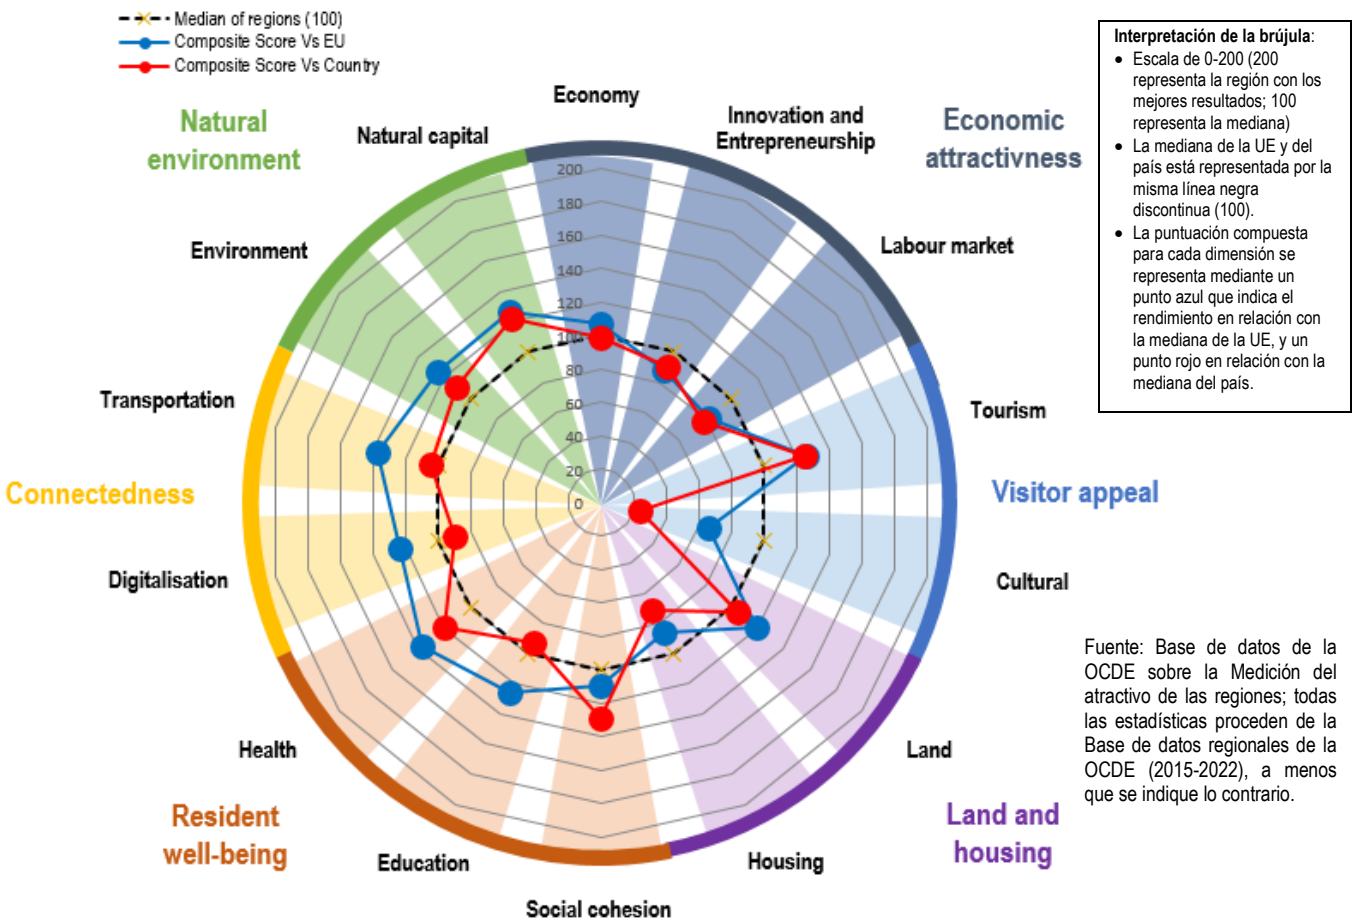 Median of regions (100)
Composite Score Vs EU
Composite Score Vs Country
Natural
environment
Natural capital
Economy
Innovation and
Entrepreneurship
Economic
attractivness
Environment
Labour market
Transportation
Tourism
Connectedness
Visitor appeal
Digitalisation
Cultural
Health
Land
Resident
well-being
Land and
housing
Education
Housing
Social cohesion
200
180
160
140
120
100
80
60
40
20
0
Interpretación de la brújula:
• Escala de 0-200 (200
representa la región con los
mejores resultados; 100
representa la mediana)
• La mediana de la UE y del
país está representada por la
misma línea negra
discontinua (100).
• La puntuación compuesta
para cada dimensión se
representa mediante un
punto azul que indica el
rendimiento en relación con
la mediana de la UE, y un
punto rojo en relación con la
mediana del país.
Fuente: Base de datos de la
OCDE sobre la Medición del
atractivo de las regiones; todas
las estadísticas proceden de la
Base de datos regionales de la
OCDE (2015-2022), a menos
que se indique lo contrario.